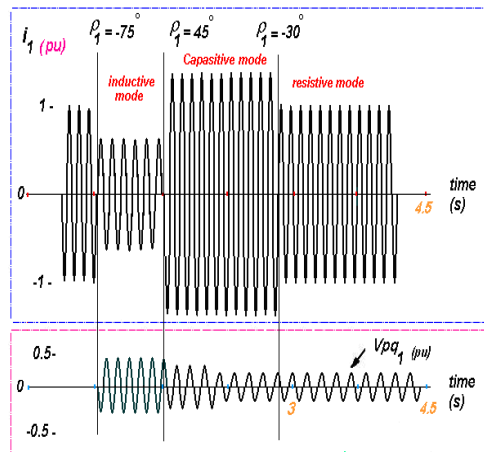 i1 (pu)
ρ1 = -75° ρ1 = 45° ρ1 = -30°
inductive mode
Capasitive mode
resistive mode
1 -
0
-1 -
time (s)
4.5
0.5-
0
-0.5-
Vpq1 (pu)
time (s)
3
4.5